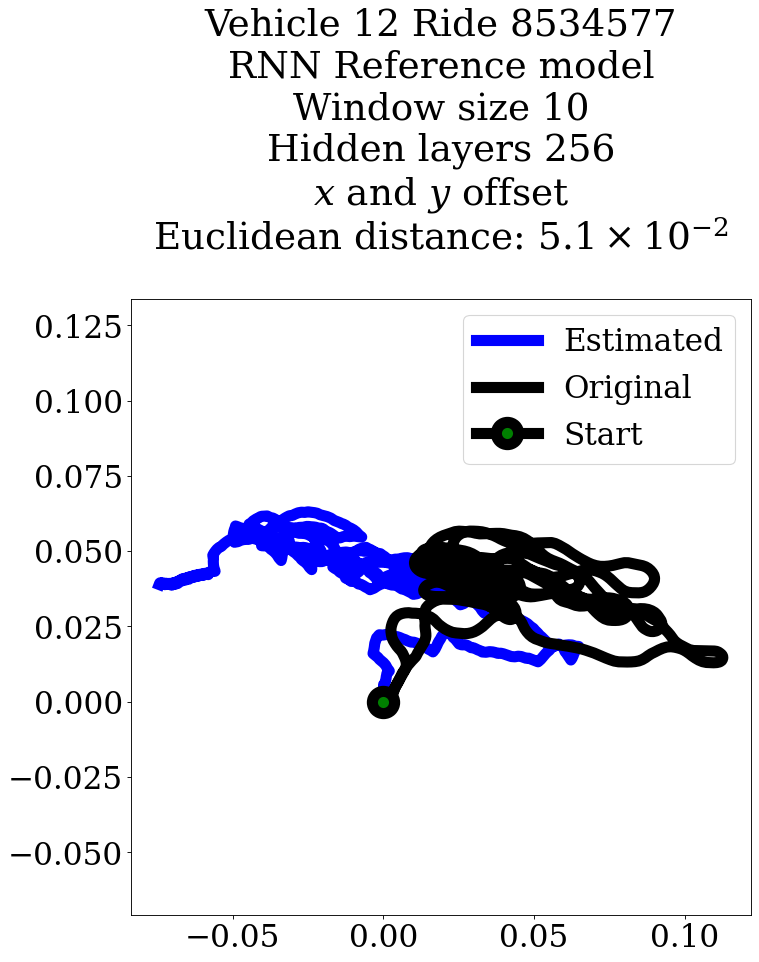 Vehicle 12 Ride 8534577
RNN Reference model
Window size 10
Hidden layers 256
x and y offset
Euclidean distance: 5.1 × 10⁻²
Estimated
Original
Start
0.125
0.100
0.075
0.050
0.025
0.000
−0.025
−0.050
−0.05 0.00 0.05 0.10